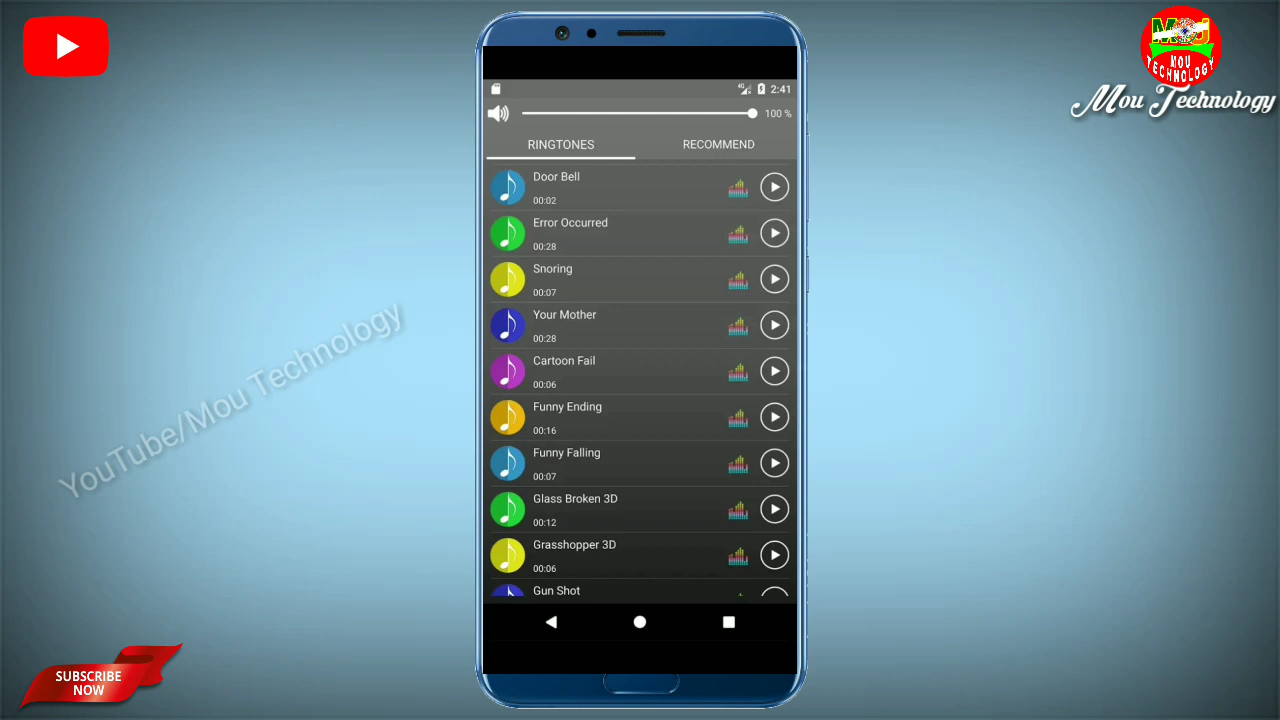 MOU
MOU
TECHNOLOGY
Mou Technology
4G
2:41
100 %
RINGTONES
RECOMMEND
Door Bell
00:02
Error Occurred
00:28
Snoring
00:07
Your Mother
00:28
Cartoon Fail
00:06
Funny Ending
00:16
Funny Falling
00:07
Glass Broken 3D
00:12
Grasshopper 3D
00:06
Gun Shot
YouTube/Mou Technology
SUBSCRIBE
NOW